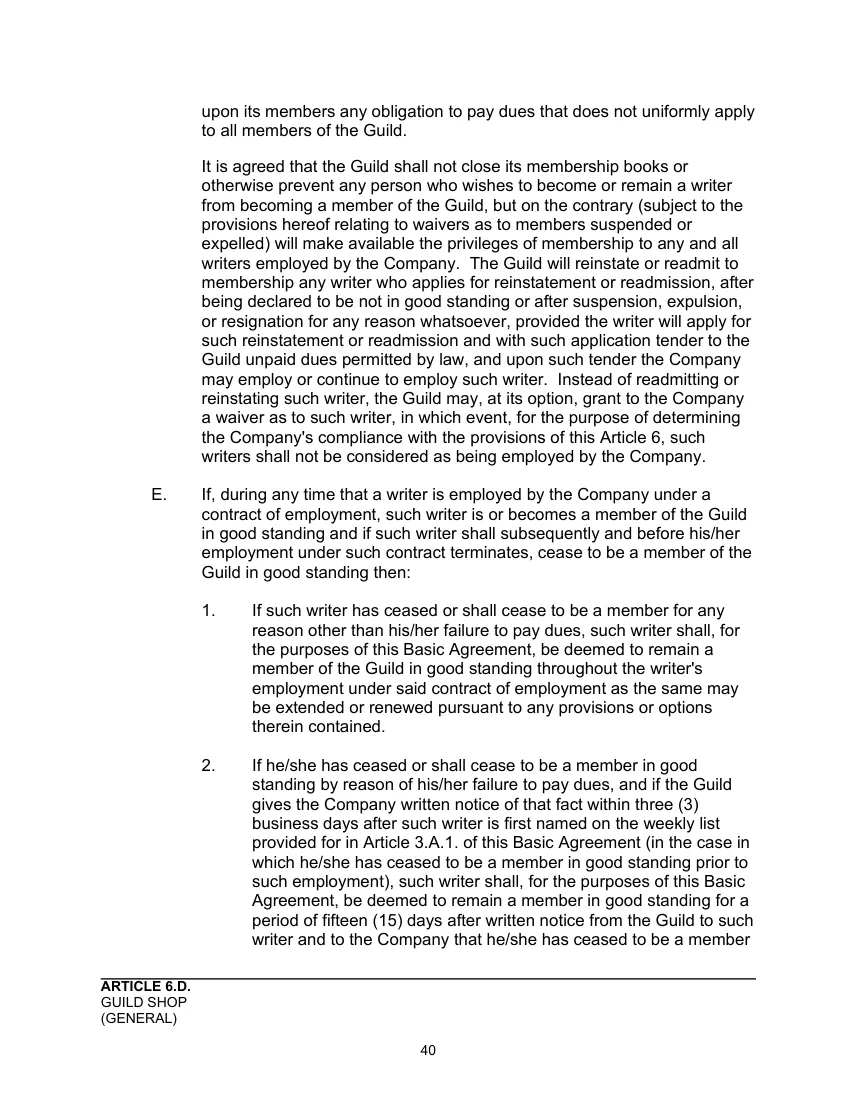 upon its members any obligation to pay dues that does not uniformly apply
to all members of the Guild.
It is agreed that the Guild shall not close its membership books or
otherwise prevent any person who wishes to become or remain a writer
from becoming a member of the Guild, but on the contrary (subject to the
provisions hereof relating to waivers as to members suspended or
expelled) will make available the privileges of membership to any and all
writers employed by the Company.  The Guild will reinstate or readmit to
membership any writer who applies for reinstatement or readmission, after
being declared to be not in good standing or after suspension, expulsion,
or resignation for any reason whatsoever, provided the writer will apply for
such reinstatement or readmission and with such application tender to the
Guild unpaid dues permitted by law, and upon such tender the Company
may employ or continue to employ such writer.  Instead of readmitting or
reinstating such writer, the Guild may, at its option, grant to the Company
a waiver as to such writer, in which event, for the purpose of determining
the Company's compliance with the provisions of this Article 6, such
writers shall not be considered as being employed by the Company.
E. If, during any time that a writer is employed by the Company under a
contract of employment, such writer is or becomes a member of the Guild
in good standing and if such writer shall subsequently and before his/her
employment under such contract terminates, cease to be a member of the
Guild in good standing then:
1. If such writer has ceased or shall cease to be a member for any
reason other than his/her failure to pay dues, such writer shall, for
the purposes of this Basic Agreement, be deemed to remain a
member of the Guild in good standing throughout the writer's
employment under said contract of employment as the same may
be extended or renewed pursuant to any provisions or options
therein contained.
2. If he/she has ceased or shall cease to be a member in good
standing by reason of his/her failure to pay dues, and if the Guild
gives the Company written notice of that fact within three (3)
business days after such writer is first named on the weekly list
provided for in Article 3.A.1. of this Basic Agreement (in the case in
which he/she has ceased to be a member in good standing prior to
such employment), such writer shall, for the purposes of this Basic
Agreement, be deemed to remain a member in good standing for a
period of fifteen (15) days after written notice from the Guild to such
writer and to the Company that he/she has ceased to be a member
ARTICLE 6.D.
GUILD SHOP
(GENERAL)
40